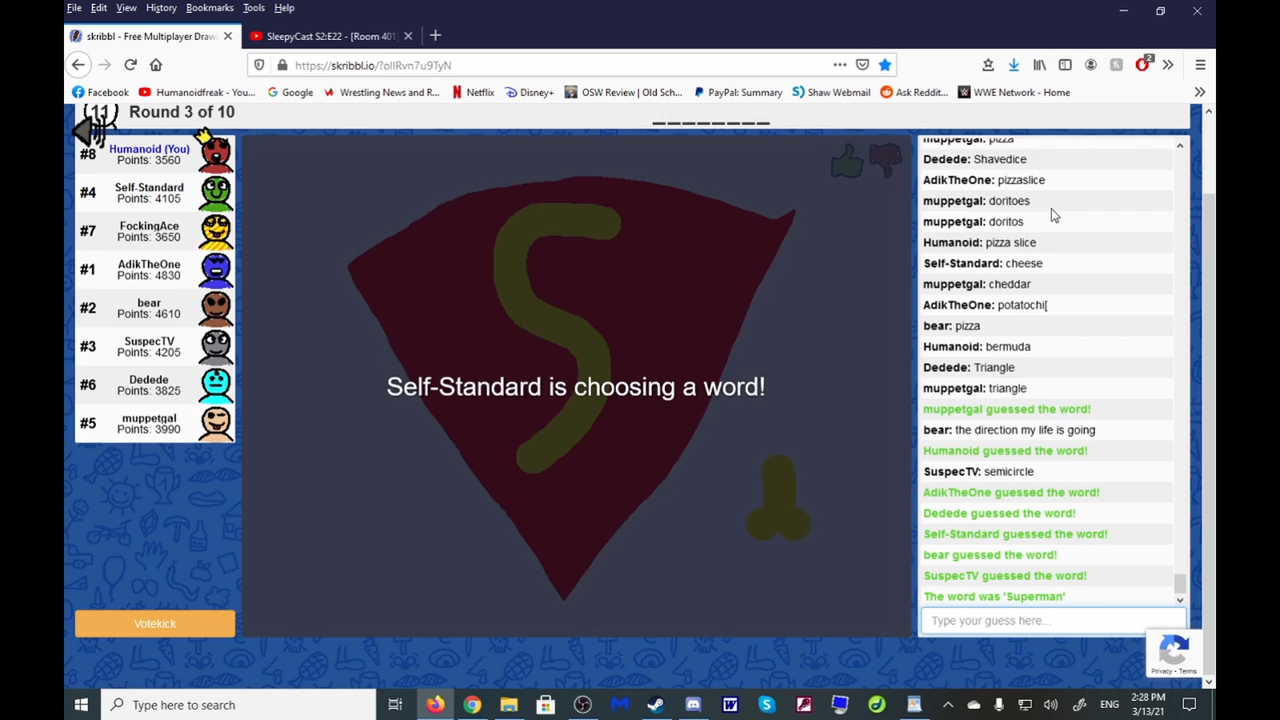 File Edit View History Bookmarks Tools Help
skribbl - Free Multiplayer Draw
SleepyCast S2:E22 - [Room 401]
https://skribbl.io/?olIRvn7u9TyN
2
Facebook Humanoidfreak - You... Google Wrestling News and R... Netflix Disney+ OSW Review | Old Sch... PayPal: Summary Shaw Webmail Ask Reddit... WWE Network - Home
11 Round 3 of 10 _ _ _ _ _ _ _ _
#8 Humanoid (You)
Points: 3560
#4 Self-Standard
Points: 4105
#7 FockingAce
Points: 3650
#1 AdikTheOne
Points: 4830
#2 bear
Points: 4610
#3 SuspecTV
Points: 4205
#6 Dedede
Points: 3825
#5 muppetgal
Points: 3990
Votekick
S
Self-Standard is choosing a word!
muppetgal: pizza
Dedede: Shavedice
AdikTheOne: pizzaslice
muppetgal: doritoes
muppetgal: doritos
Humanoid: pizza slice
Self-Standard: cheese
muppetgal: cheddar
AdikTheOne: potatochi[
bear: pizza
Humanoid: bermuda
Dedede: Triangle
muppetgal: triangle
muppetgal guessed the word!
bear: the direction my life is going
Humanoid guessed the word!
SuspecTV: semicircle
AdikTheOne guessed the word!
Dedede guessed the word!
Self-Standard guessed the word!
bear guessed the word!
SuspecTV guessed the word!
The word was 'Superman'
Type your guess here...
Privacy - Terms
Type here to search
ENG
2:28 PM
3/13/21